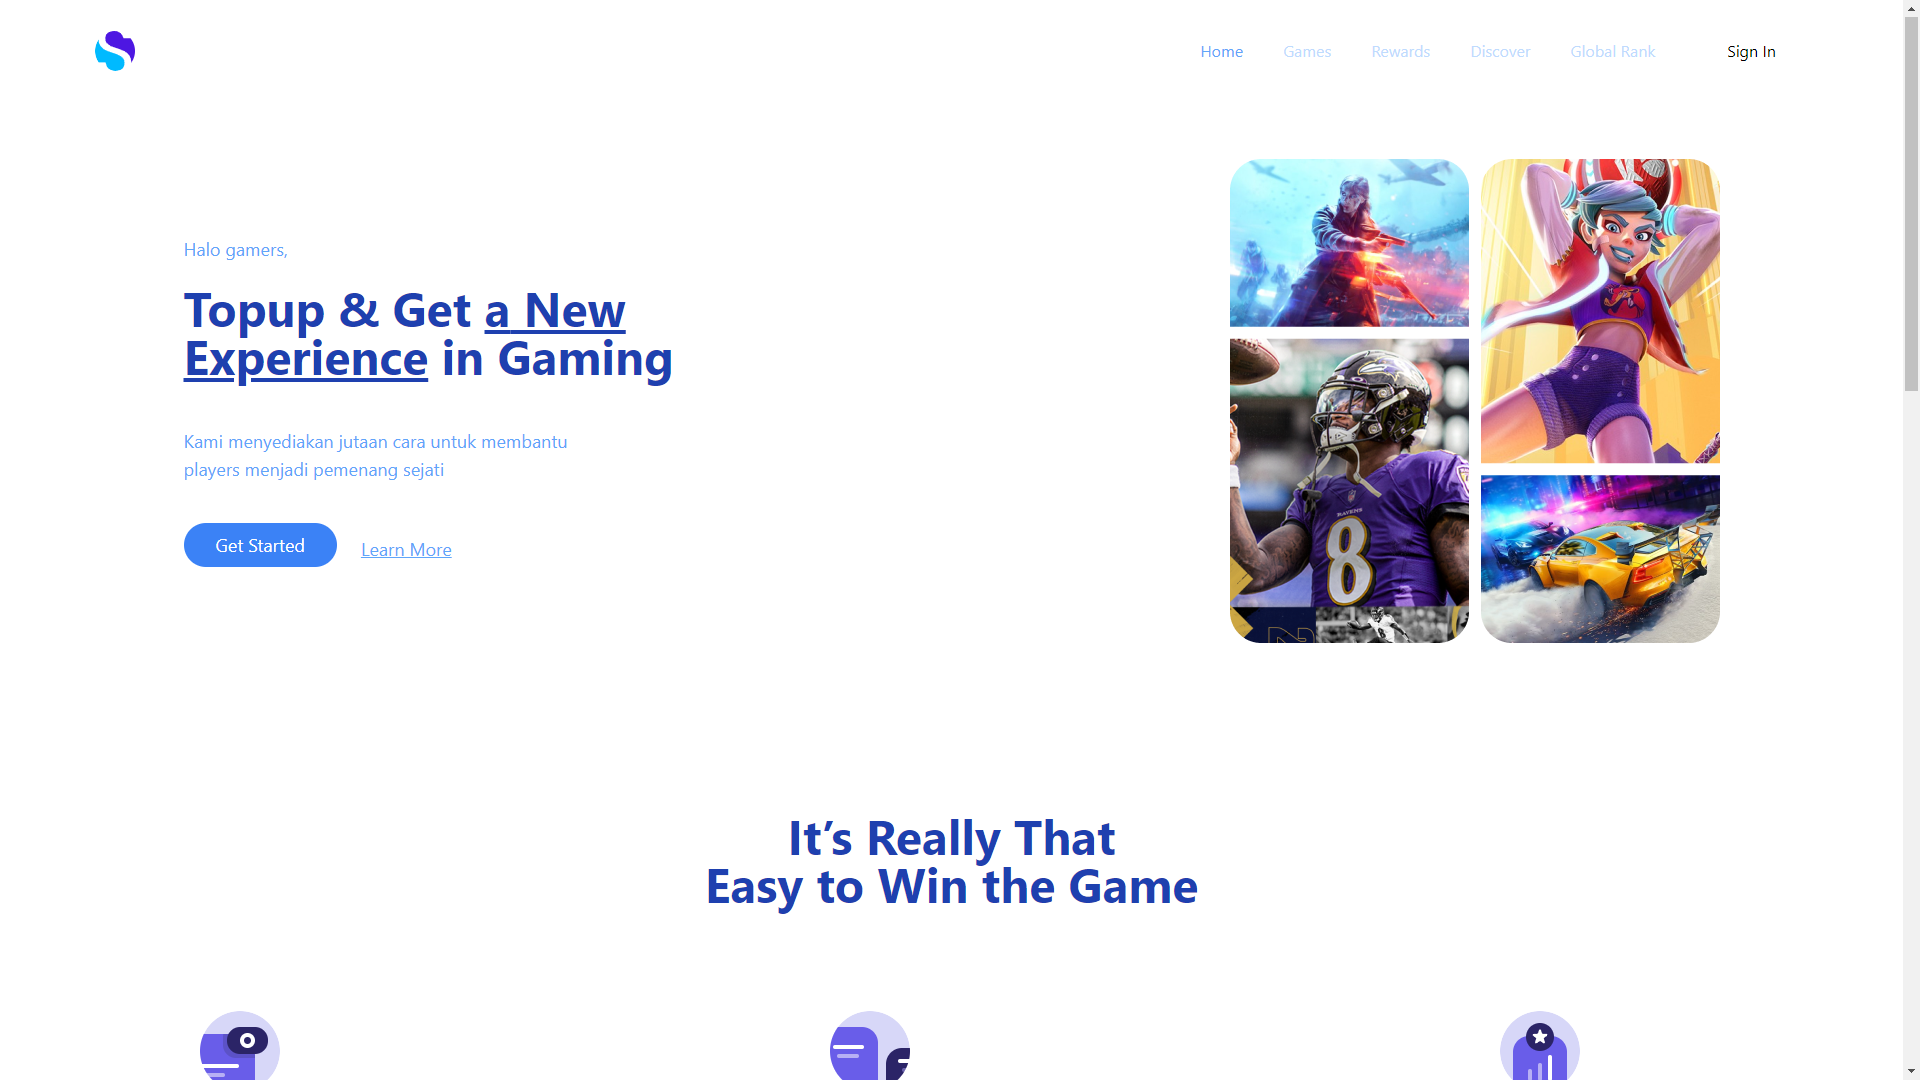 Home Games Rewards Discover Global Rank Sign In
Halo gamers,
Topup & Get a New
Experience in Gaming
Kami menyediakan jutaan cara untuk membantu
players menjadi pemenang sejati
Get Started Learn More
RAVENS
8
8
It’s Really That
Easy to Win the Game